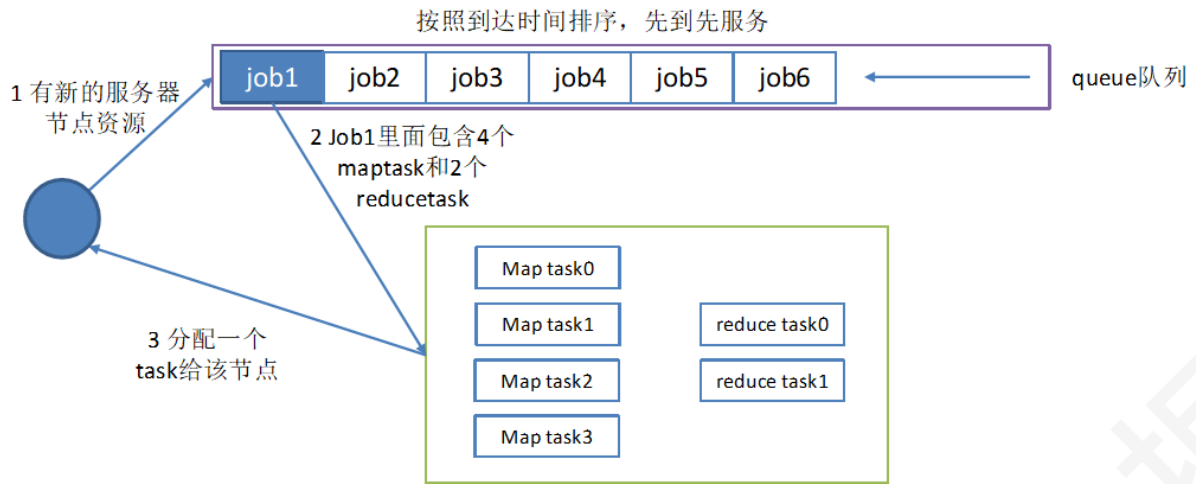 按照到达时间排序，先到先服务
job1 job2 job3 job4 job5 job6
queue队列
1 有新的服务器
节点资源
2 Job1里面包含4个
maptask和2个
reducetask
Map task0
Map task1
reduce task0
Map task2
reduce task1
Map task3
3 分配一个
task给该节点